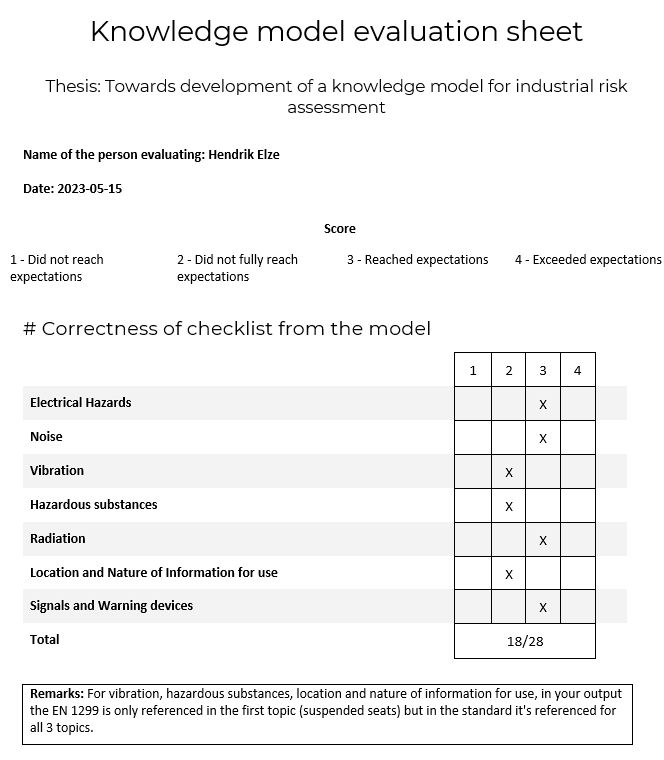 Knowledge model evaluation sheet
Thesis: Towards development of a knowledge model for industrial risk
assessment
Name of the person evaluating: Hendrik Elze
Date: 2023-05-15
Score
1 - Did not reach
expectations
2 - Did not fully reach
expectations
3 - Reached expectations
4 - Exceeded expectations
# Correctness of checklist from the model
1 2 3 4
Electrical Hazards X
Noise X
Vibration X
Hazardous substances X
Radiation X
Location and Nature of Information for use X
Signals and Warning devices X
Total 18/28
Remarks: For vibration, hazardous substances, location and nature of information for use, in your output
the EN 1299 is only referenced in the first topic (suspended seats) but in the standard it's referenced for
all 3 topics.